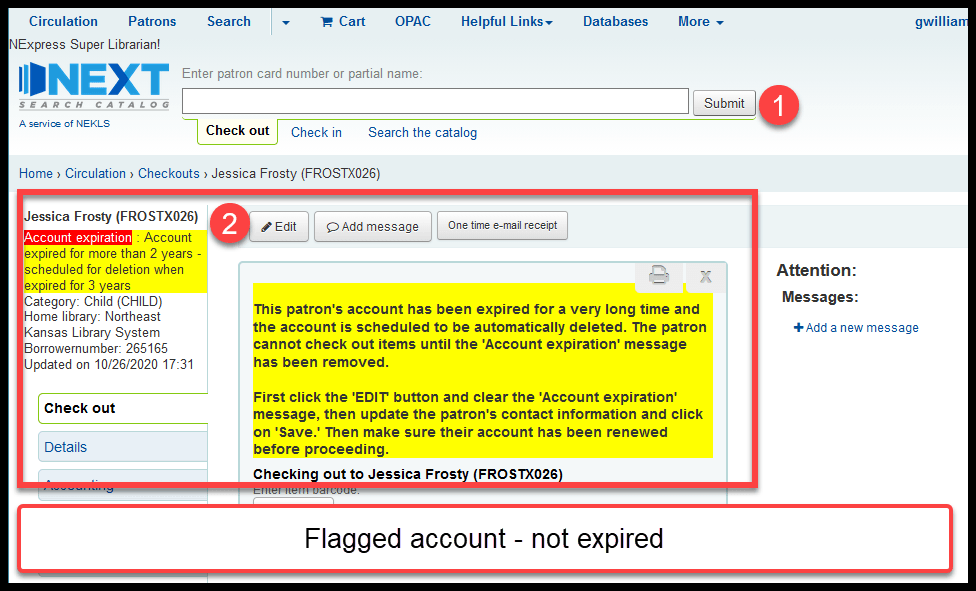 Circulation Patrons Search Cart OPAC Helpful Links Databases More gwilliam
NExpress Super Librarian!
NEXT
SEARCH CATALOG
A service of NEKLS
Enter patron card number or partial name:
Submit
1
Check out Check in Search the catalog
Home › Circulation › Checkouts › Jessica Frosty (FROSTX026)
Jessica Frosty (FROSTX026)
Account expiration : Account
expired for more than 2 years -
scheduled for deletion when
expired for 3 years
Category: Child (CHILD)
Home library: Northeast
Kansas Library System
Borrowernumber: 265165
Updated on 10/26/2020 17:31
Check out
Details
Accounting
2
Edit Add message One time e-mail receipt
X
This patron's account has been expired for a very long time and
the account is scheduled to be automatically deleted. The patron
cannot check out items until the 'Account expiration' message
has been removed.
First click the 'EDIT' button and clear the 'Account expiration'
message, then update the patron's contact information and click
on 'Save.' Then make sure their account has been renewed
before proceeding.
Checking out to Jessica Frosty (FROSTX026)
Enter item barcode:
Attention:
Messages:
+Add a new message
Flagged account - not expired